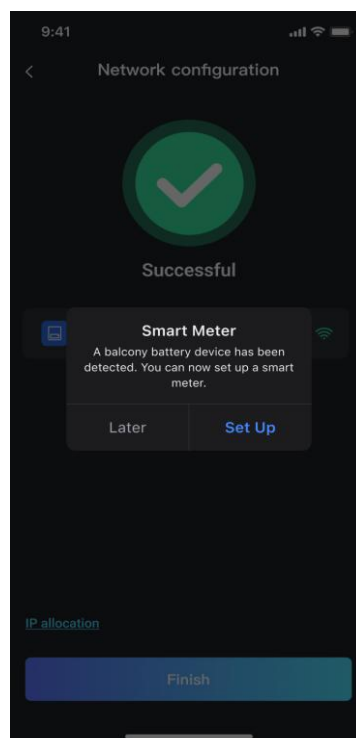 9:41
Network configuration
Successful
Smart Meter
A balcony battery device has been
detected. You can now set up a smart
meter.
Later
Set Up
IP allocation
Finish